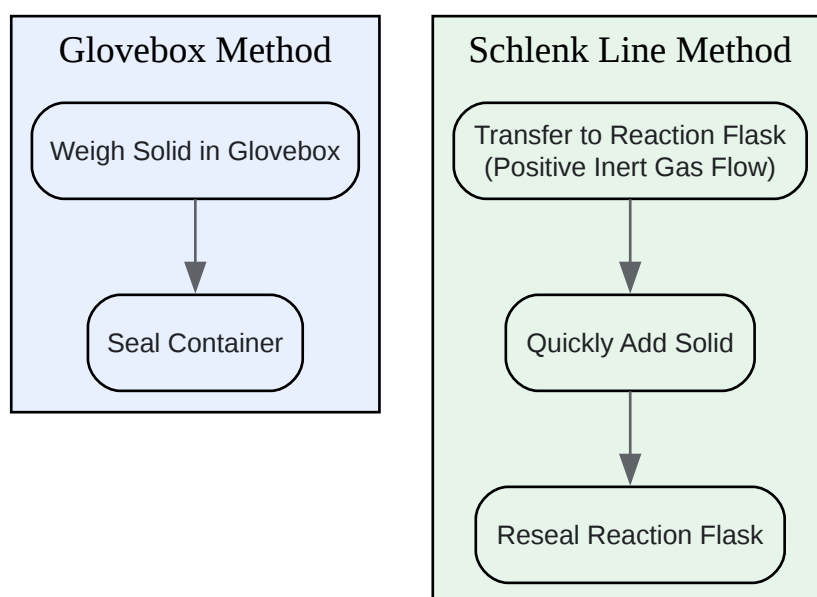 Glovebox Method
Weigh Solid in Glovebox
Seal Container
Schlenk Line Method
Transfer to Reaction Flask
(Positive Inert Gas Flow)
Quickly Add Solid
Reseal Reaction Flask